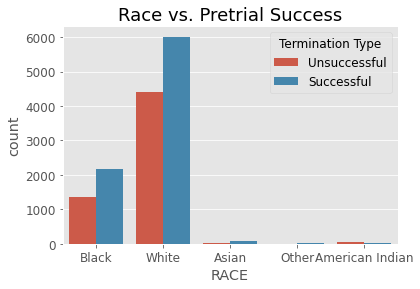 Race vs. Pretrial Success
Termination Type
Unsuccessful
Successful
6000
5000
4000
3000
2000
1000
0
count
Black White Asian Other American Indian
RACE